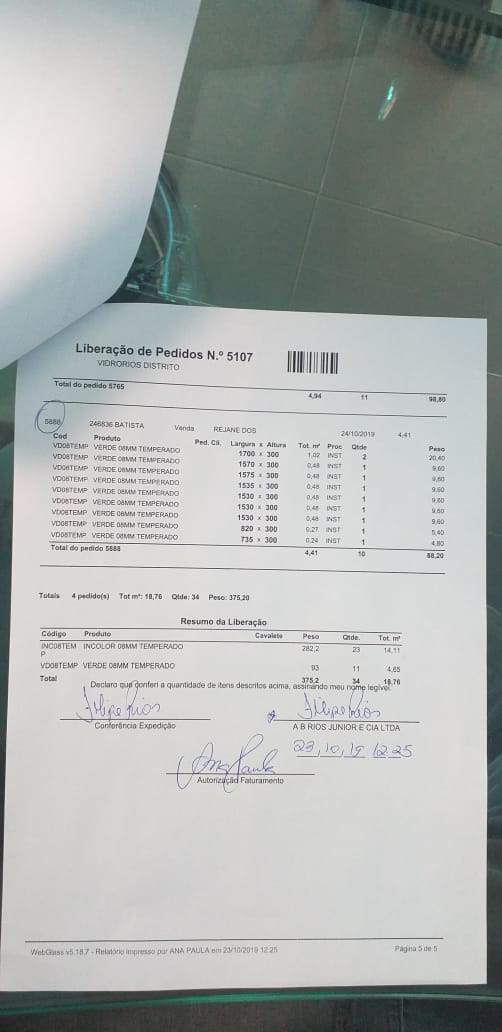 Liberação de Pedidos N.º 5107
VIDRORIOS DISTRITO
Total do pedido 5765 4,94 11 98,80
5888 246836 BATISTA Venda REJANE DOS 24/10/2019 4,41
Cod Produto Ped. Cli. Largura x Altura Tot. m² Proc Qtde Peso
VD08TEMP VERDE 08MM TEMPERADO 1700 x 300 1,02 INST 2 20,40
VD08TEMP VERDE 08MM TEMPERADO 1570 x 300 0,48 INST 1 9,60
VD08TEMP VERDE 08MM TEMPERADO 1575 x 300 0,48 INST 1 9,60
VD08TEMP VERDE 08MM TEMPERADO 1535 x 300 0,48 INST 1 9,60
VD08TEMP VERDE 08MM TEMPERADO 1530 x 300 0,48 INST 1 9,60
VD08TEMP VERDE 08MM TEMPERADO 1530 x 300 0,48 INST 1 9,60
VD08TEMP VERDE 08MM TEMPERADO 1530 x 300 0,48 INST 1 9,60
VD08TEMP VERDE 08MM TEMPERADO 820 x 300 0,27 INST 1 5,40
VD08TEMP VERDE 08MM TEMPERADO 735 x 300 0,24 INST 1 4,80
Total do pedido 5888 4,41 10 88,20
Totais 4 pedido(s) Tot m²: 18,76 Qtde: 34 Peso: 375,20
Resumo da Liberação
Código Produto Cavalete Peso Qtde. Tot. m²
INC08TEM INCOLOR 08MM TEMPERADO 282,2 23 14,11
P
VD08TEMP VERDE 08MM TEMPERADO 93 11 4,65
Total 375,2 34 18,76
Declaro que conferi a quantidade de itens descritos acima, assinando meu nome legível.
Filipe Rios Filipe Rios
Conferência Expedição A B RIOS JUNIOR E CIA LTDA
23,10,19 12 25
Ana Paula
Autorização Faturamento
WebGlass v5.18.7 - Relatório impresso por ANA PAULA em 23/10/2019 12:25 Página 5 de 5